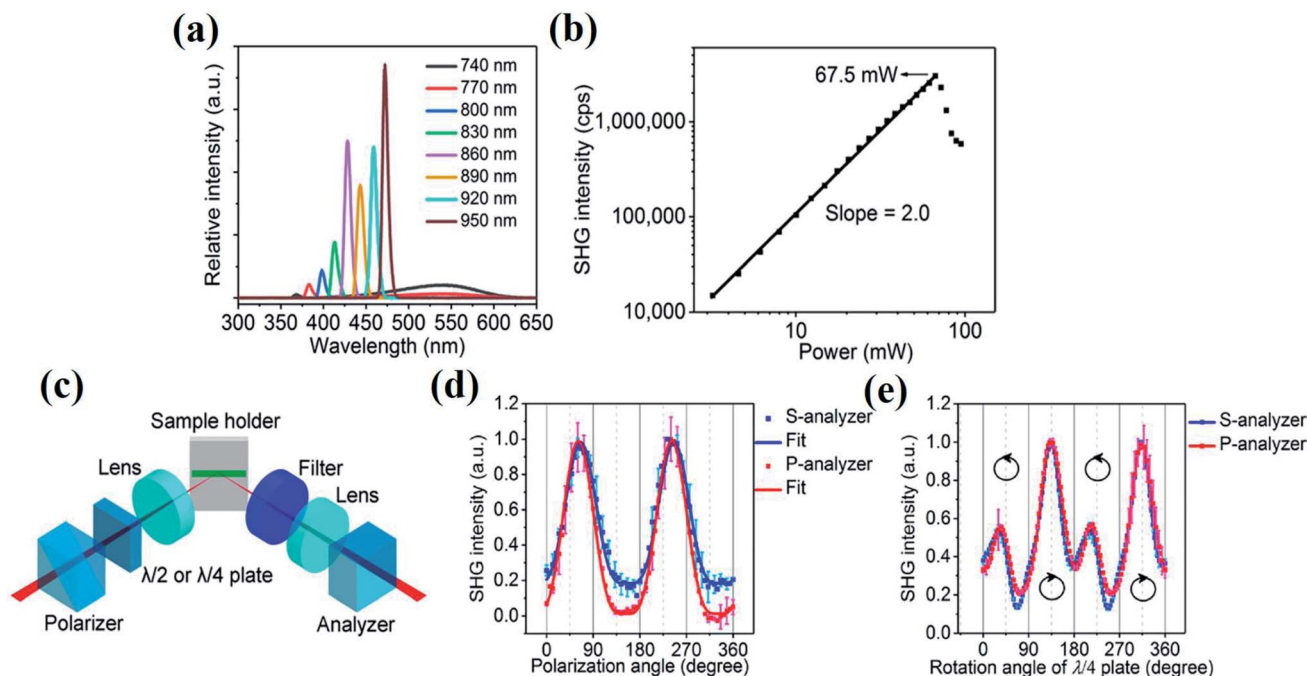 (a)
Relative intensity (a.u.)
740 nm
770 nm
800 nm
830 nm
860 nm
890 nm
920 nm
950 nm
300 350 400 450 500 550 600 650
Wavelength (nm)
(b)
SHG intensity (cps)
1,000,000
100,000
10,000
67.5 mW
Slope = 2.0
10 100
Power (mW)
(c)
Sample holder
Lens
Filter
Lens
λ/2 or λ/4 plate
Polarizer
Analyzer
(d)
SHG intensity (a.u.)
1.2
1.0
0.8
0.6
0.4
0.2
0.0
0 90 180 270 360
Polarization angle (degree)
S-analyzer
Fit
P-analyzer
Fit
(e)
SHG intensity (a.u.)
1.2
1.0
0.8
0.6
0.4
0.2
0.0
0 90 180 270 360
Rotation angle of λ/4 plate (degree)
S-analyzer
P-analyzer